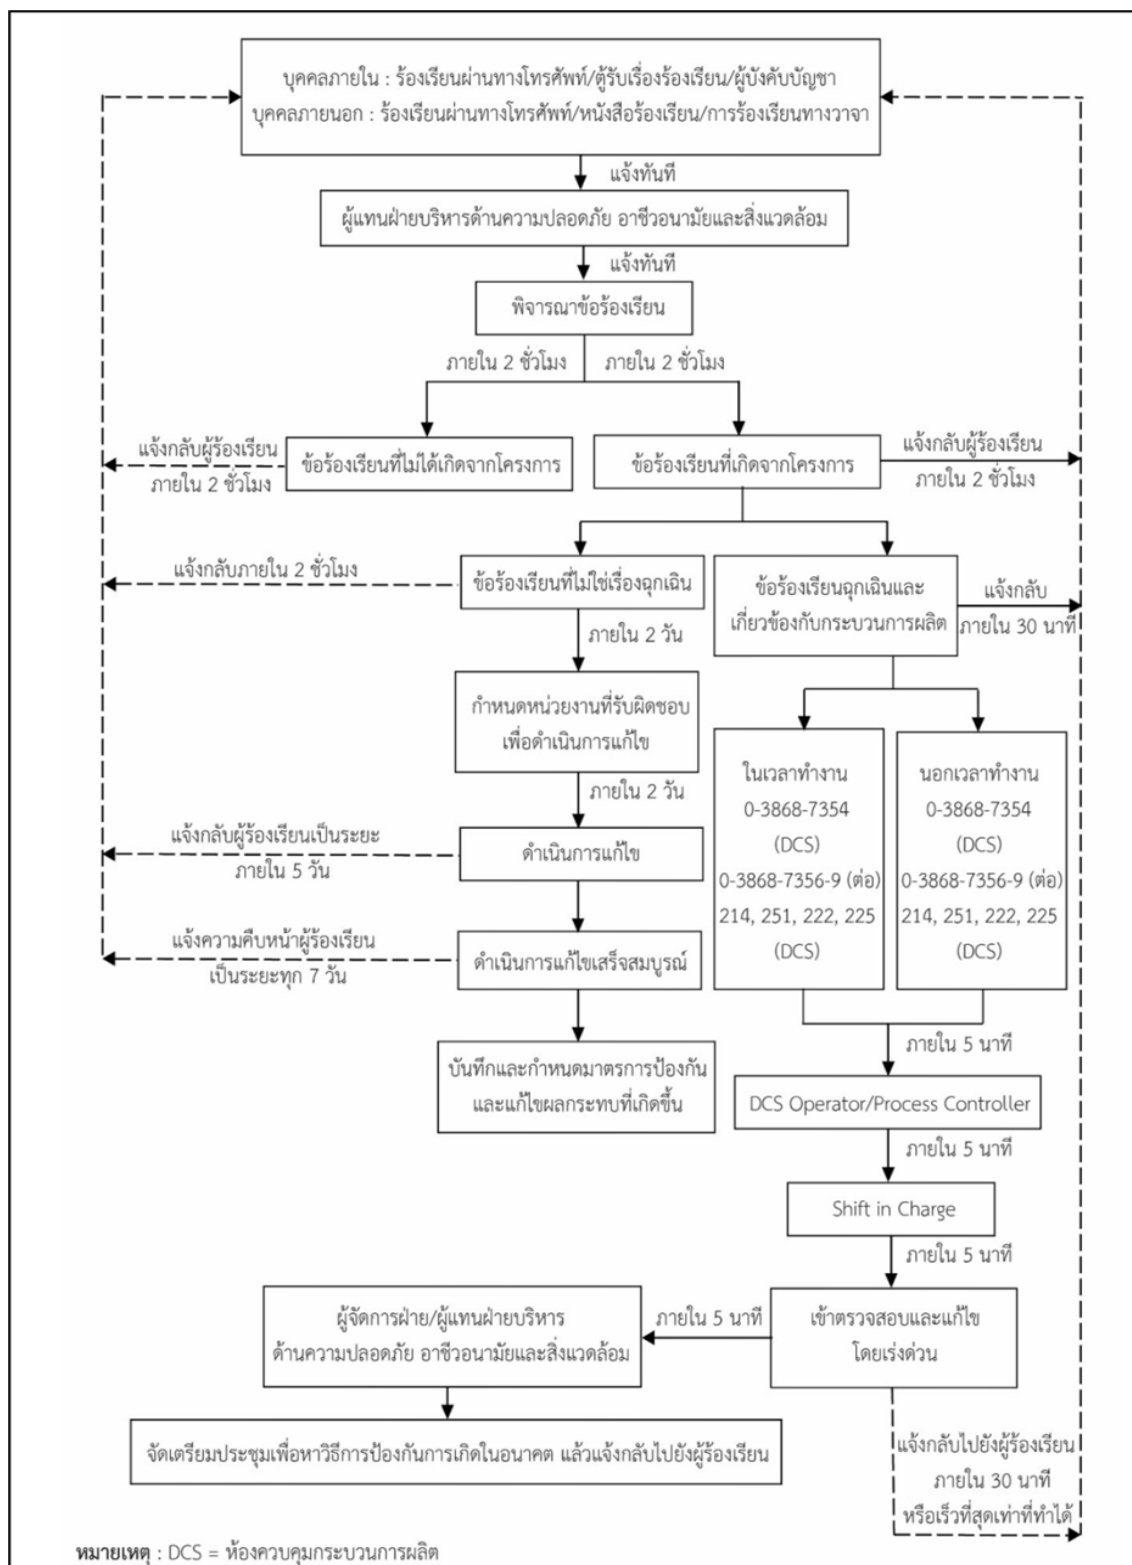 บุคคลภายใน : ร้องเรียนผ่านทางโทรศัพท์/ตู้รับเรื่องร้องเรียน/ผู้บังคับบัญชา
บุคคลภายนอก : ร้องเรียนผ่านทางโทรศัพท์/หนังสือร้องเรียน/การร้องเรียนทางวาจา
แจ้งทันที
ผู้แทนฝ่ายบริหารด้านความปลอดภัย อาชีวอนามัยและสิ่งแวดล้อม
แจ้งทันที
พิจารณาข้อร้องเรียน
ภายใน 2 ชั่วโมง
ภายใน 2 ชั่วโมง
แจ้งกลับผู้ร้องเรียน
ภายใน 2 ชั่วโมง
ข้อร้องเรียนที่ไม่ได้เกิดจากโครงการ
ข้อร้องเรียนที่เกิดจากโครงการ
แจ้งกลับผู้ร้องเรียน
ภายใน 2 ชั่วโมง
แจ้งกลับภายใน 2 ชั่วโมง
ข้อร้องเรียนที่ไม่ใช่เรื่องฉุกเฉิน
ข้อร้องเรียนฉุกเฉินและ
เกี่ยวข้องกับกระบวนการผลิต
แจ้งกลับ
ภายใน 30 นาที
ภายใน 2 วัน
กำหนดหน่วยงานที่รับผิดชอบ
เพื่อดำเนินการแก้ไข
ภายใน 2 วัน
แจ้งกลับผู้ร้องเรียนเป็นระยะ
ภายใน 5 วัน
ดำเนินการแก้ไข
แจ้งความคืบหน้าผู้ร้องเรียน
เป็นระยะทุก 7 วัน
ดำเนินการแก้ไขเสร็จสมบูรณ์
บันทึกและกำหนดมาตรการป้องกัน
และแก้ไขผลกระทบที่เกิดขึ้น
ในเวลาทำงาน
0-3868-7354
(DCS)
0-3868-7356-9 (ต่อ)
214, 251, 222, 225
(DCS)
นอกเวลาทำงาน
0-3868-7354
(DCS)
0-3868-7356-9 (ต่อ)
214, 251, 222, 225
(DCS)
ภายใน 5 นาที
DCS Operator/Process Controller
ภายใน 5 นาที
Shift in Charge
ภายใน 5 นาที
เข้าตรวจสอบและแก้ไข
โดยเร่งด่วน
ภายใน 5 นาที
ผู้จัดการฝ่าย/ผู้แทนฝ่ายบริหาร
ด้านความปลอดภัย อาชีวอนามัยและสิ่งแวดล้อม
จัดเตรียมประชุมเพื่อหาวิธีการป้องกันการเกิดในอนาคต แล้วแจ้งกลับไปยังผู้ร้องเรียน
แจ้งกลับไปยังผู้ร้องเรียน
ภายใน 30 นาที
หรือเร็วที่สุดเท่าที่ทำได้
หมายเหตุ : DCS = ห้องควบคุมกระบวนการผลิต